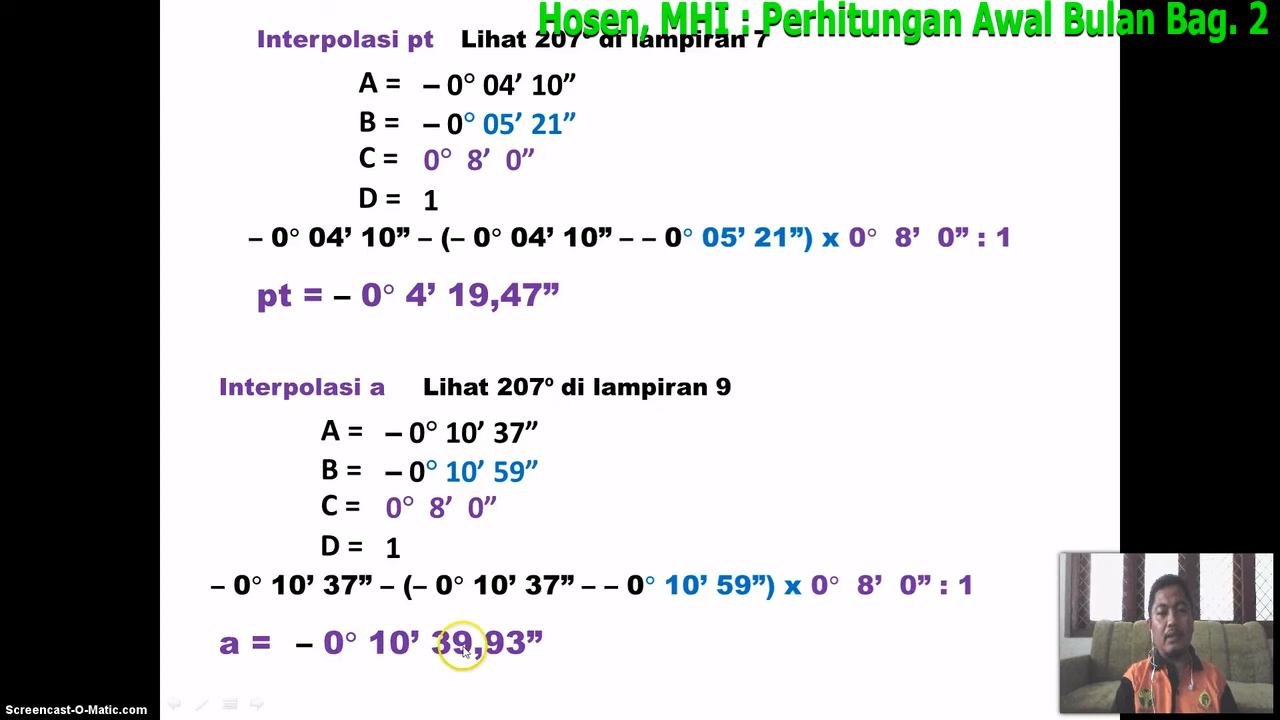 Hosen, MHI : Perhitungan Awal Bulan Bag. 2
Interpolasi pt Lihat 207º di lampiran 7
A = – 0° 04’ 10”
B = – 0° 05’ 21”
C = 0° 8’ 0”
D = 1
– 0° 04’ 10” – (– 0° 04’ 10” – – 0° 05’ 21”) x 0° 8’ 0” : 1
pt = – 0° 4’ 19,47”
Interpolasi a Lihat 207º di lampiran 9
A = – 0° 10’ 37”
B = – 0° 10’ 59”
C = 0° 8’ 0”
D = 1
– 0° 10’ 37” – (– 0° 10’ 37” – – 0° 10’ 59”) x 0° 8’ 0” : 1
a = – 0° 10’ 39,93”
Screencast-O-Matic.com